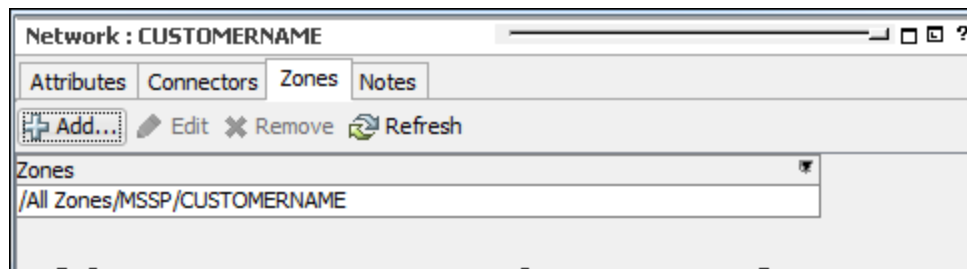 Network : CUSTOMERNAME ?
Attributes Connectors Zones Notes
Add... Edit Remove Refresh
Zones
/All Zones/MSSP/CUSTOMERNAME